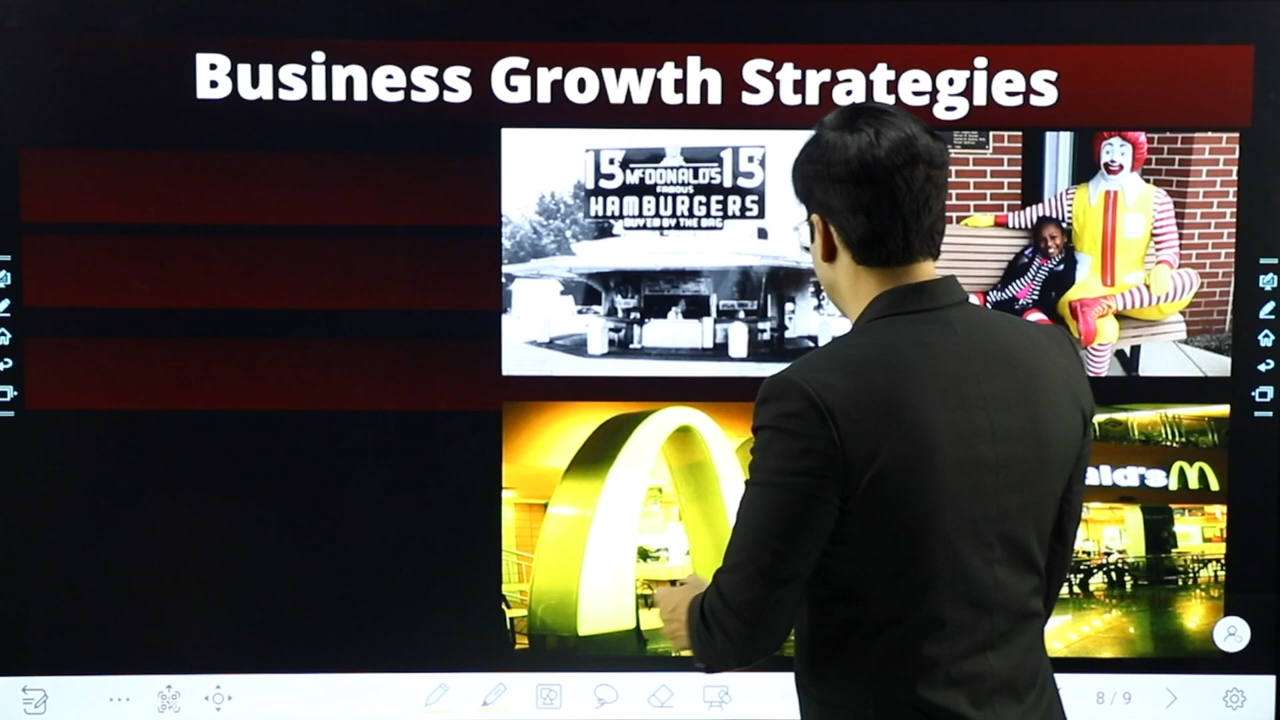 Business Growth Strategies
15 McDONALD'S 15
FAMOUS
HAMBURGERS
BUY'EM BY THE BAG
ald's
8 / 9